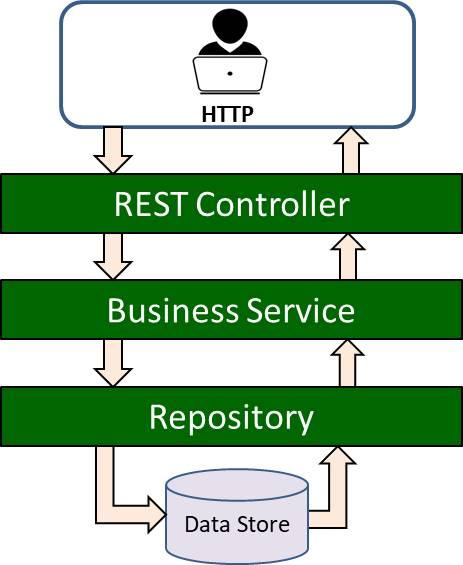 HTTP
REST Controller
Business Service
Repository
Data Store